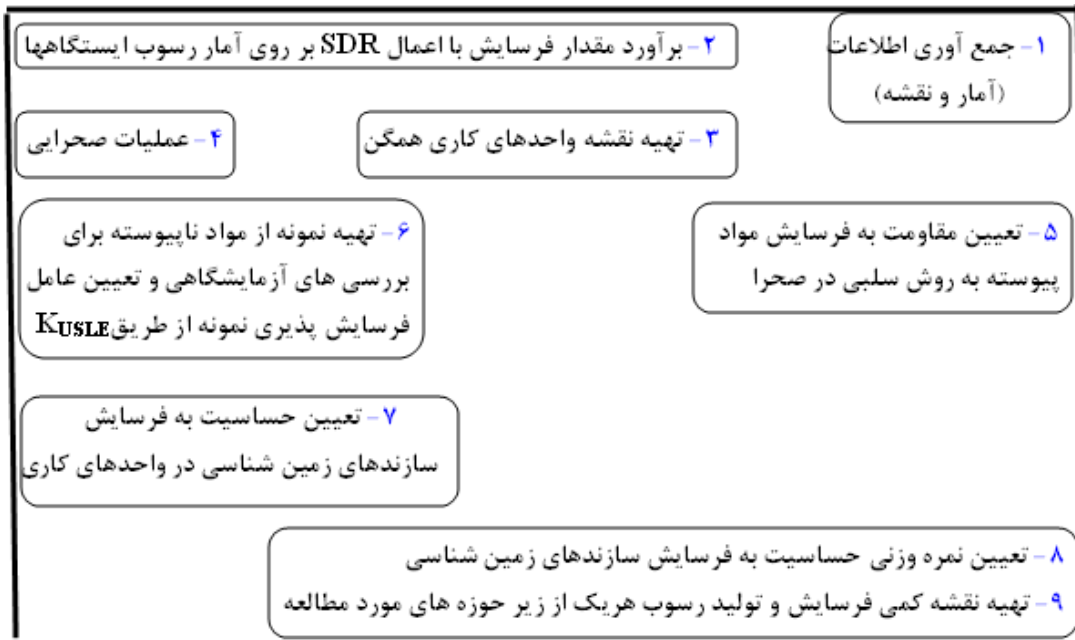 ۱- جمع آوری اطلاعات
(آمار و نقشه)
۲- برآورد مقدار فرسایش با اعمال SDR بر روی آمار رسوب ایستگاهها
۳- تهیه نقشه واحدهای کاری همگن
۴- عملیات صحرایی
۵- تعیین مقاومت به فرسایش مواد
پیوسته به روش سلبی در صحرا
۶- تهیه نمونه از مواد ناپیوسته برای
بررسی های آزمایشگاهی و تعیین عامل
فرسایش پذیری نمونه از طریق KUSLE
۷- تعیین حساسیت به فرسایش
سازندهای زمین شناسی در واحدهای کاری
۸- تعیین نمره وزنی حساسیت به فرسایش سازندهای زمین شناسی
۹- تهیه نقشه کمی فرسایش و تولید رسوب هریک از زیر حوزه های مورد مطالعه